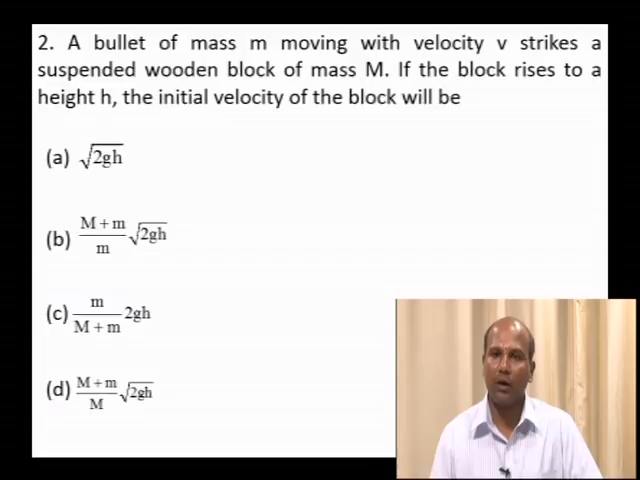 2. A bullet of mass m moving with velocity v strikes a
suspended wooden block of mass M. If the block rises to a
height h, the initial velocity of the block will be
(a) √2gh
(b) M + m / m √2gh
(c) m / M + m 2gh
(d) M + m / M √2gh